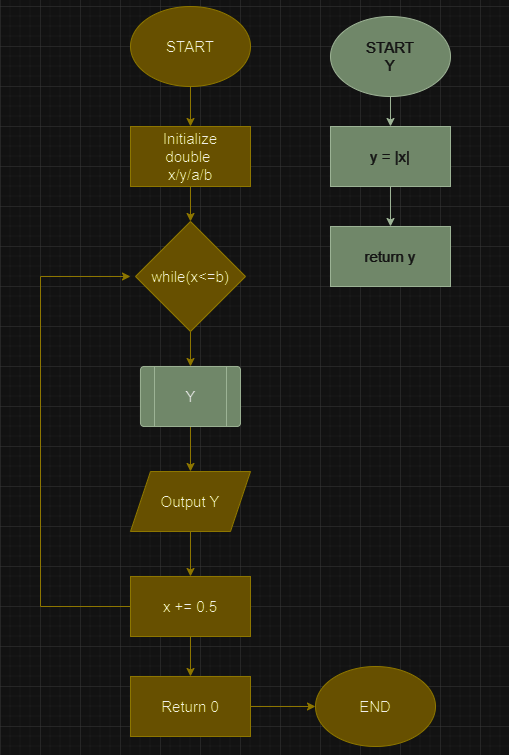 START
Initialize
double
x/y/a/b
while(x<=b)
Y
Output Y
x += 0.5
Return 0
END
START
Y
y = |x|
return y